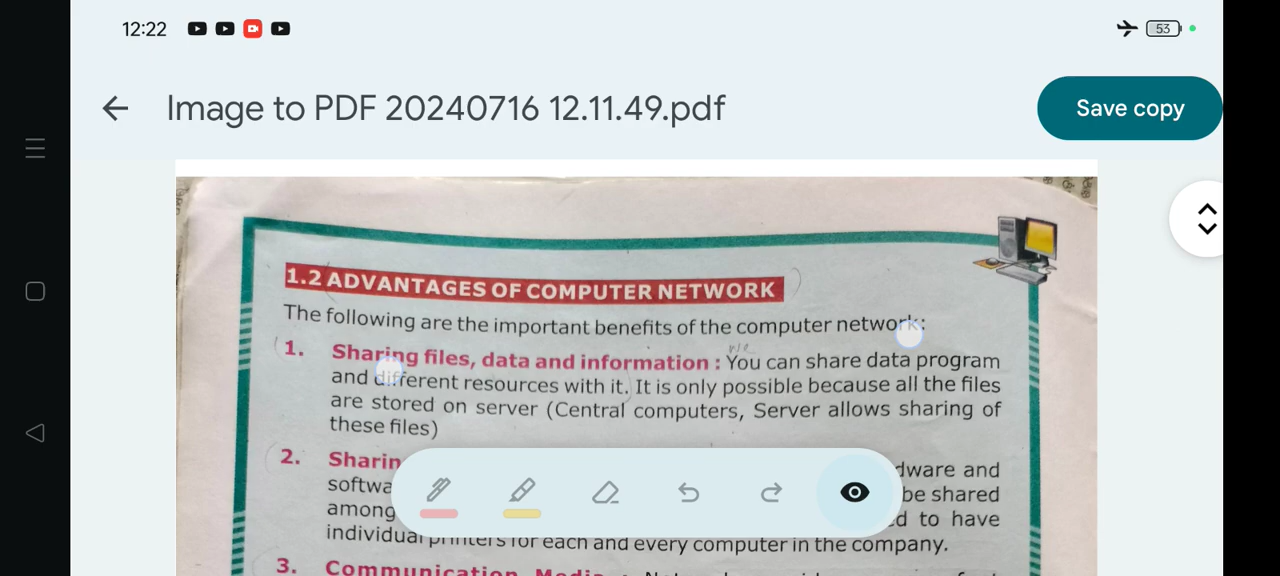 12:22
53
Image to PDF 20240716 12.11.49.pdf
Save copy
1.2 ADVANTAGES OF COMPUTER NETWORK
The following are the important benefits of the computer network:
we
1. Sharing files, data and information : You can share data program
and different resources with it. It is only possible because all the files
are stored on server (Central computers, Server allows sharing of
these files)
2. Sharin dware and
softwa be shared
among d to have
individual printers for each and every computer in the company.
3. Communication Media